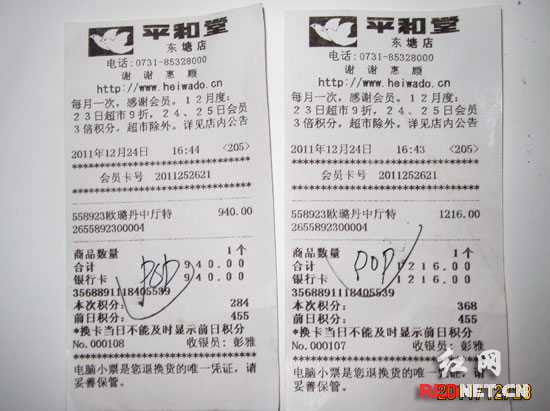 平和堂
东塘店
电话:0731-85328000
谢谢惠顾
http://www.heiwado.cn
每月一次，感谢会员。12月度：
23日超市9折，24、25日会员
3倍积分，超市除外。详见店内公告
2011年12月24日 16:44 <205>
会员卡号 2011252621
558923欧璐丹中厅特 940.00
2655892300004
商品数量 1个
合计 940.00
银行卡 940.00
3568891118405539
本次积分: 284
前日积分: 455
*换卡当日不能及时显示前日积分
No.000108 收银员:彭雅
电脑小票是您退换货的唯一凭证，请
妥善保管。
平和堂
东塘店
电话:0731-85328000
谢谢惠顾
http://www.heiwado.cn
每月一次，感谢会员。12月度：
23日超市9折，24、25日会员
3倍积分，超市除外。详见店内公告
2011年12月24日 16:43 <205>
会员卡号 2011252621
558923欧璐丹中厅特 1216.00
2655892300004
商品数量 1个
合计 1216.00
银行卡 1216.00
3568891118405539
本次积分: 368
前日积分: 455
*换卡当日不能及时显示前日积分
No.000107 收银员:彭雅
电脑小票是您退换货的唯一凭证，请
妥善保管。
红网
NET.CN